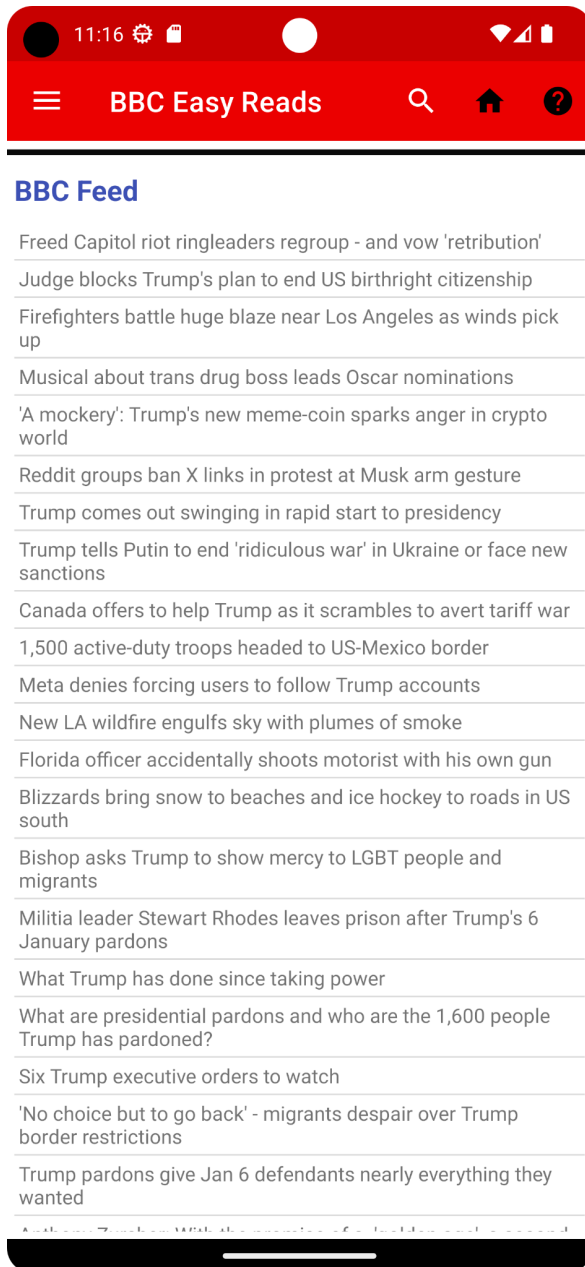 11:16
BBC Easy Reads
BBC Feed
Freed Capitol riot ringleaders regroup - and vow 'retribution'
Judge blocks Trump's plan to end US birthright citizenship
Firefighters battle huge blaze near Los Angeles as winds pick
up
Musical about trans drug boss leads Oscar nominations
'A mockery': Trump's new meme-coin sparks anger in crypto
world
Reddit groups ban X links in protest at Musk arm gesture
Trump comes out swinging in rapid start to presidency
Trump tells Putin to end 'ridiculous war' in Ukraine or face new
sanctions
Canada offers to help Trump as it scrambles to avert tariff war
1,500 active-duty troops headed to US-Mexico border
Meta denies forcing users to follow Trump accounts
New LA wildfire engulfs sky with plumes of smoke
Florida officer accidentally shoots motorist with his own gun
Blizzards bring snow to beaches and ice hockey to roads in US
south
Bishop asks Trump to show mercy to LGBT people and
migrants
Militia leader Stewart Rhodes leaves prison after Trump's 6
January pardons
What Trump has done since taking power
What are presidential pardons and who are the 1,600 people
Trump has pardoned?
Six Trump executive orders to watch
'No choice but to go back' - migrants despair over Trump
border restrictions
Trump pardons give Jan 6 defendants nearly everything they
wanted